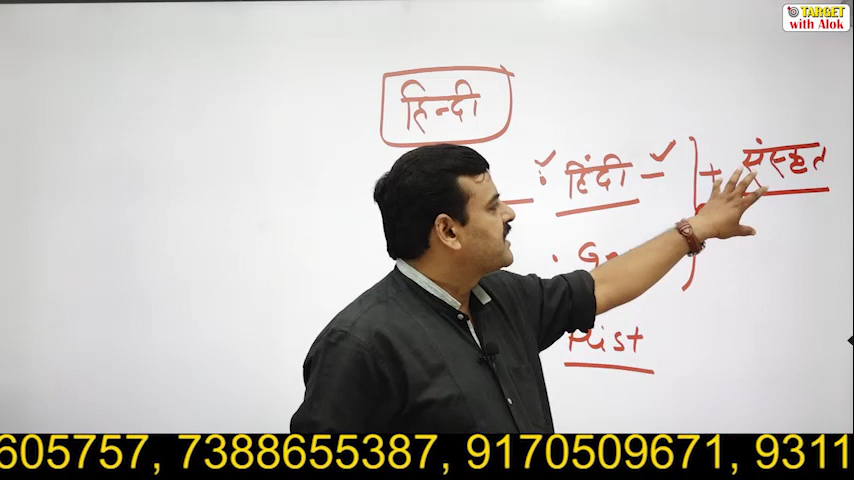 TARGET
with Alok
हिन्दी
हिंदी - + संस्कृत
Hist
605757, 7388655387, 9170509671, 9311